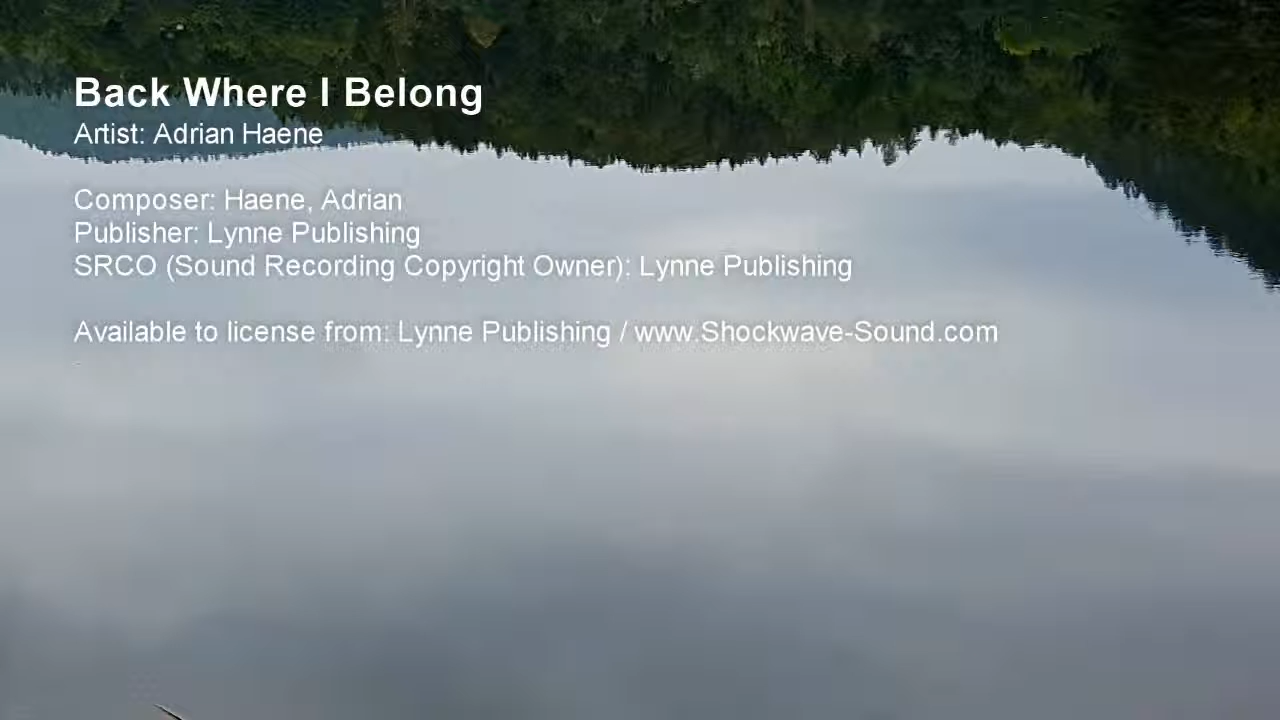 Back Where I Belong
Artist: Adrian Haene
Composer: Haene, Adrian
Publisher: Lynne Publishing
SRCO (Sound Recording Copyright Owner): Lynne Publishing
Available to license from: Lynne Publishing / www.Shockwave-Sound.com